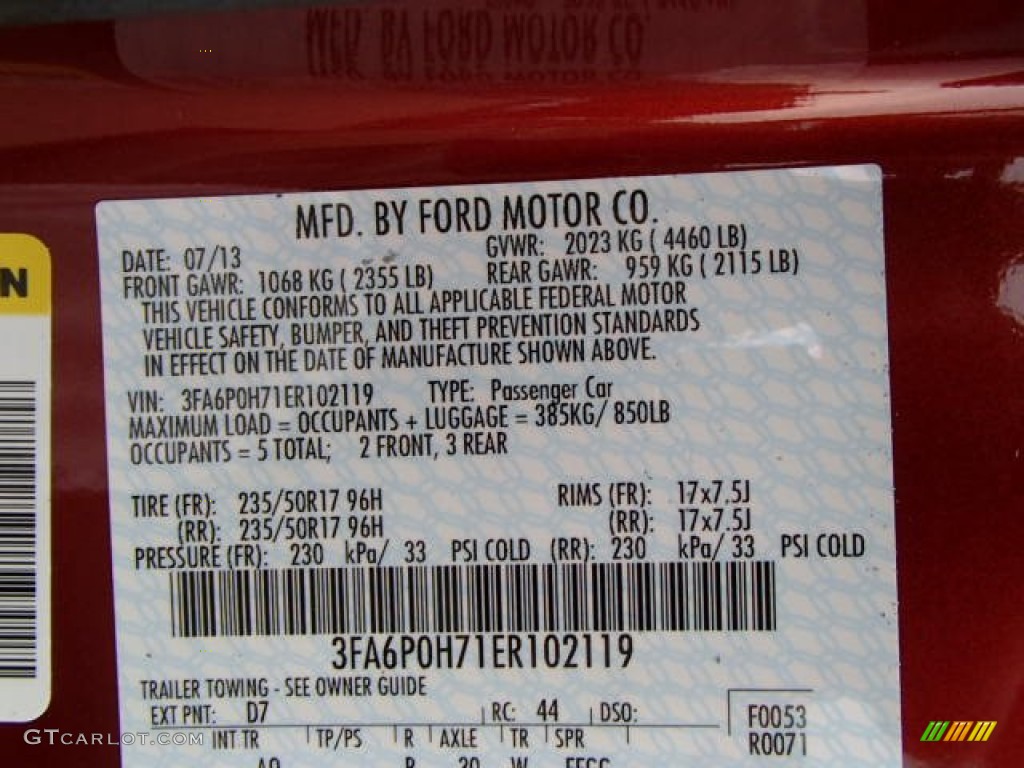 MFD. BY FORD MOTOR CO.
DATE: 07/13 GVWR: 2023 KG ( 4460 LB)
FRONT GAWR: 1068 KG ( 2355 LB) REAR GAWR: 959 KG ( 2115 LB)
THIS VEHICLE CONFORMS TO ALL APPLICABLE FEDERAL MOTOR
VEHICLE SAFETY, BUMPER, AND THEFT PREVENTION STANDARDS
IN EFFECT ON THE DATE OF MANUFACTURE SHOWN ABOVE.
VIN: 3FA6P0H71ER102119 TYPE: Passenger Car
MAXIMUM LOAD = OCCUPANTS + LUGGAGE = 385KG/ 850LB
OCCUPANTS = 5 TOTAL; 2 FRONT, 3 REAR
TIRE (FR): 235/50R17 96H RIMS (FR): 17x7.5J
(RR): 235/50R17 96H (RR): 17x7.5J
PRESSURE (FR): 230 kPa/ 33 PSI COLD (RR): 230 kPa/ 33 PSI COLD
3FA6P0H71ER102119
TRAILER TOWING - SEE OWNER GUIDE
EXT PNT: D7 RC: 44 DSO: F0053
INT TR TP/PS R AXLE TR SPR R0071
GTCarLot.com
N